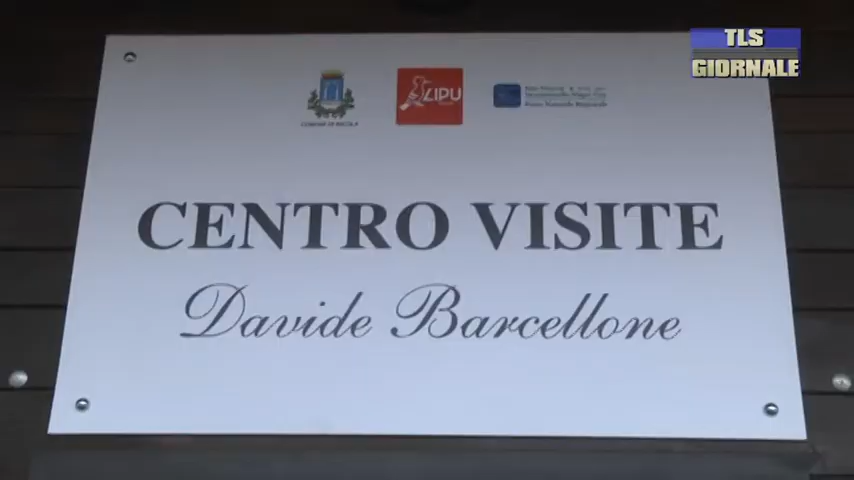 TLS
GIORNALE
LIPU
CENTRO VISITE
Davide Barcellone